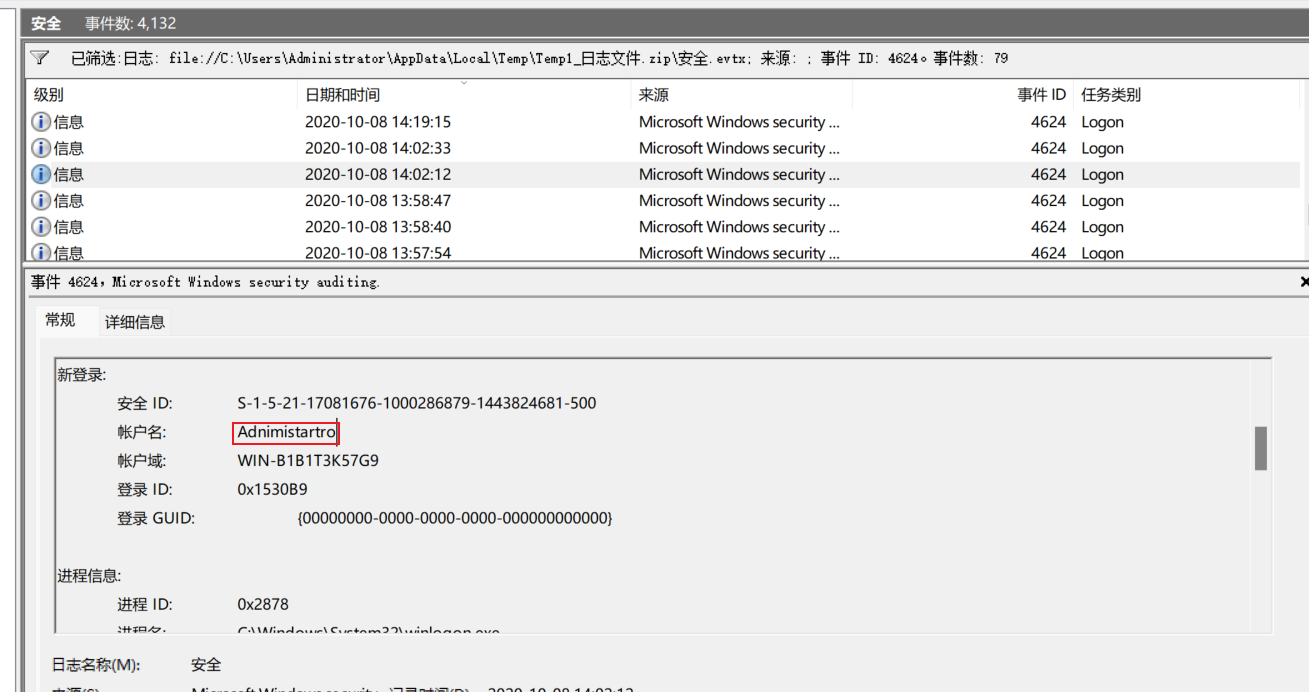 安全 事件数: 4,132
已筛选:日志: file://C:\Users\Administrator\AppData\Local\Temp\Temp1_日志文件.zip\安全.evtx; 来源: ; 事件 ID: 4624。事件数: 79
级别 日期和时间 来源 事件 ID 任务类别
信息 2020-10-08 14:19:15 Microsoft Windows security ... 4624 Logon
信息 2020-10-08 14:02:33 Microsoft Windows security ... 4624 Logon
信息 2020-10-08 14:02:12 Microsoft Windows security ... 4624 Logon
信息 2020-10-08 13:58:47 Microsoft Windows security ... 4624 Logon
信息 2020-10-08 13:58:40 Microsoft Windows security ... 4624 Logon
信息 2020-10-08 13:57:54 Microsoft Windows security ... 4624 Logon
事件 4624，Microsoft Windows security auditing.
常规 详细信息
新登录:
安全 ID: S-1-5-21-17081676-1000286879-1443824681-500
帐户名: Adnimistartro
帐户域: WIN-B1B1T3K57G9
登录 ID: 0x1530B9
登录 GUID: {00000000-0000-0000-0000-000000000000}
进程信息:
进程 ID: 0x2878
进程名: C:\Windows\System32\winlogon.exe
日志名称(M): 安全
来源(S): Microsoft Windows security 记录时间(D): 2020-10-08 14:02:12